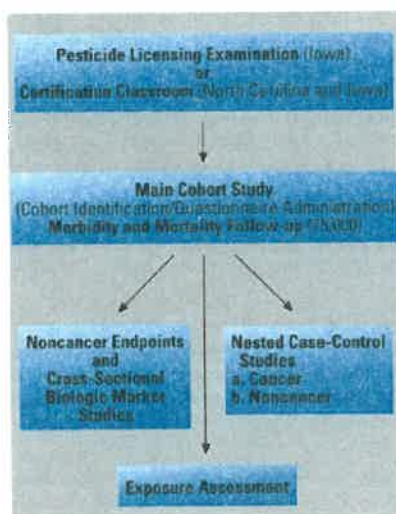 Pesticide Licensing Examination (Iowa)
or
Certification Classroom (North Carolina and Iowa)
Main Cohort Study
(Cohort Identification/Questionnaire Administration)
Morbidity and Mortality Follow-up (75,000)
Noncancer Endpoints
and
Cross-Sectional
Biologic Marker
Studies
Nested Case-Control
Studies
a. Cancer
b. Noncancer
Exposure Assessment